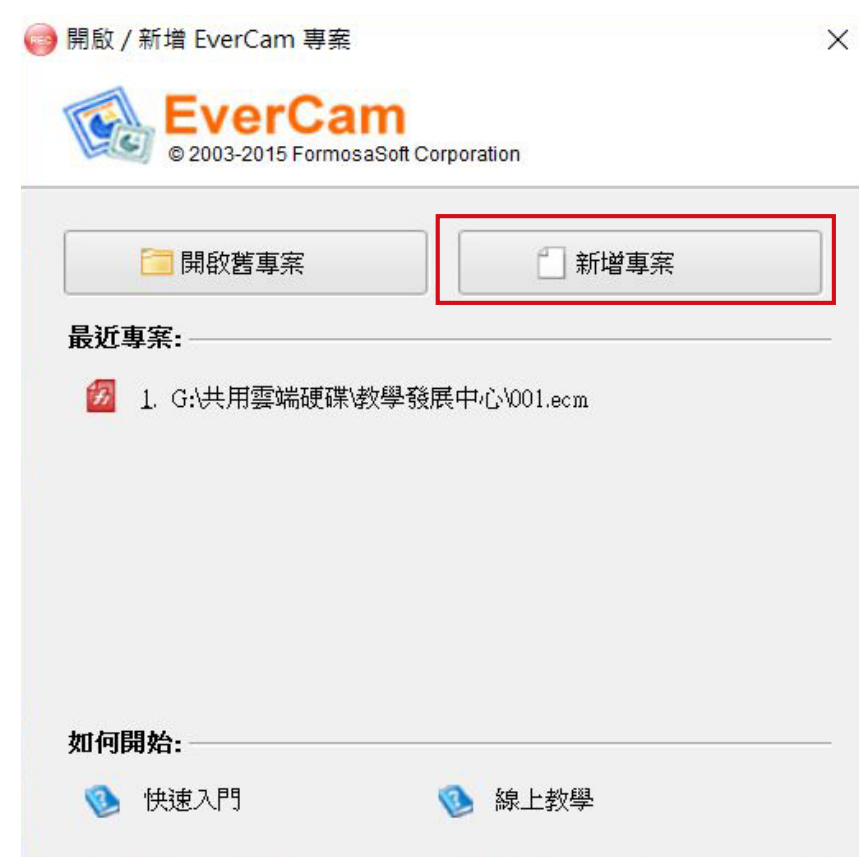 REC 開啟 / 新增 EverCam 專案
EverCam
© 2003-2015 FormosaSoft Corporation
開啟舊專案 新增專案
最近專案:
1. G:\共用雲端硬碟\教學發展中心\001.ecm
如何開始:
快速入門 線上教學